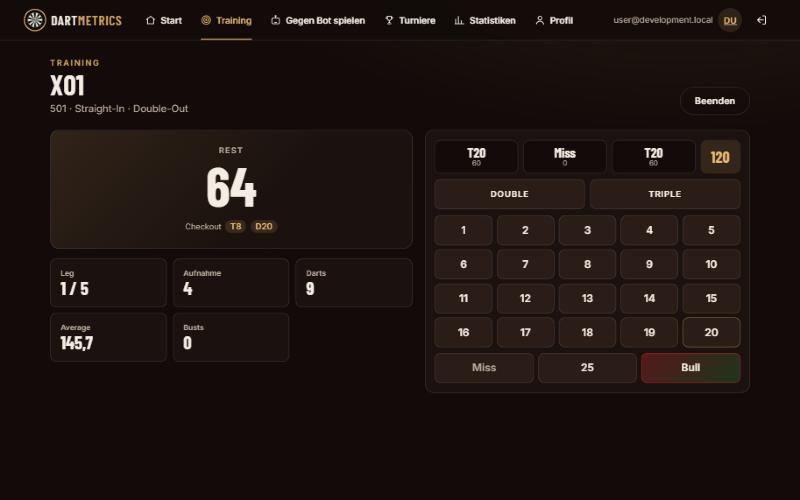 DARTMETRICS Start Training Gegen Bot spielen Turniere Statistiken Profil user@development.local DU
TRAINING
X01
501 · Straight-In · Double-Out
Beenden
REST
64
Checkout T8 D20
Leg
1 / 5
Aufnahme
4
Darts
9
Average
145,7
Busts
0
T20
60
Miss
0
T20
60
120
DOUBLE TRIPLE
1 2 3 4 5
6 7 8 9 10
11 12 13 14 15
16 17 18 19 20
Miss 25 Bull